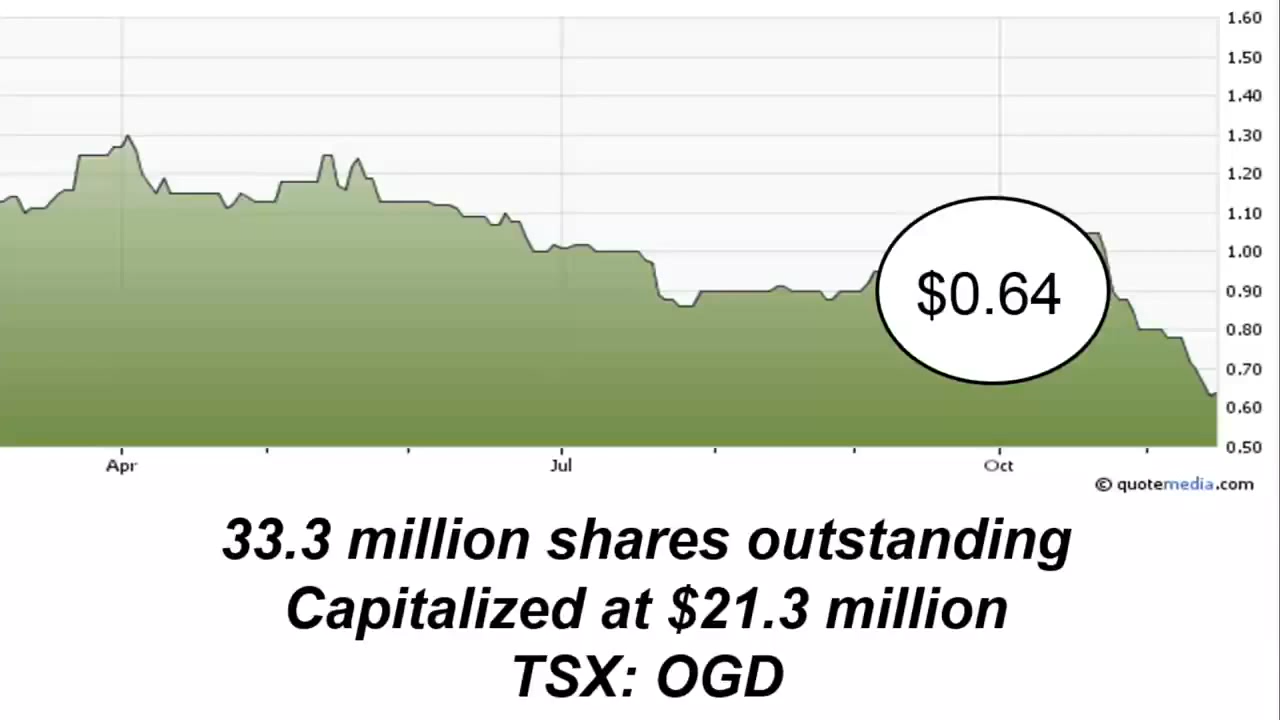 1.60
1.50
1.40
1.30
1.20
1.10
1.00
0.90
0.80
0.70
0.60
0.50
$0.64
Apr Jul Oct
© quotemedia.com
33.3 million shares outstanding
Capitalized at $21.3 million
TSX: OGD